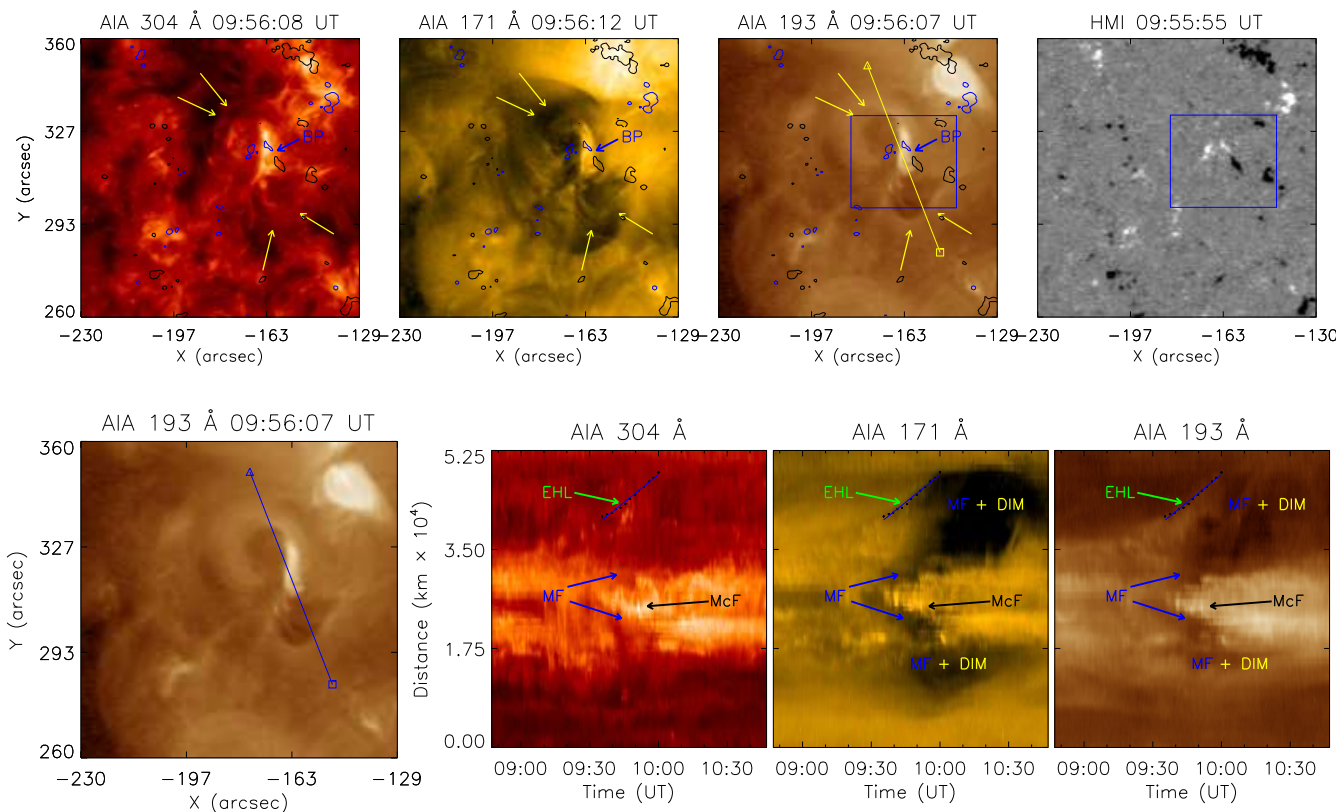 AIA 304 Å 09:56:08 UT
AIA 171 Å 09:56:12 UT
AIA 193 Å 09:56:07 UT
HMI 09:55:55 UT
360
327
293
260
Y (arcsec)
BP
BP
BP
-230 -197 -163 -129
-230 -197 -163 -129
-230 -197 -163 -129
-230 -197 -163 -130
X (arcsec)
X (arcsec)
X (arcsec)
X (arcsec)
AIA 193 Å 09:56:07 UT
360
327
293
260
Y (arcsec)
-230 -197 -163 -129
X (arcsec)
AIA 304 Å
AIA 171 Å
AIA 193 Å
5.25
3.50
1.75
0.00
Distance (km × 10⁴)
EHL
MF
McF
EHL
MF + DIM
MF
McF
MF + DIM
EHL
MF + DIM
MF
McF
MF + DIM
09:00 09:30 10:00 10:30
09:00 09:30 10:00 10:30
09:00 09:30 10:00 10:30
Time (UT)
Time (UT)
Time (UT)